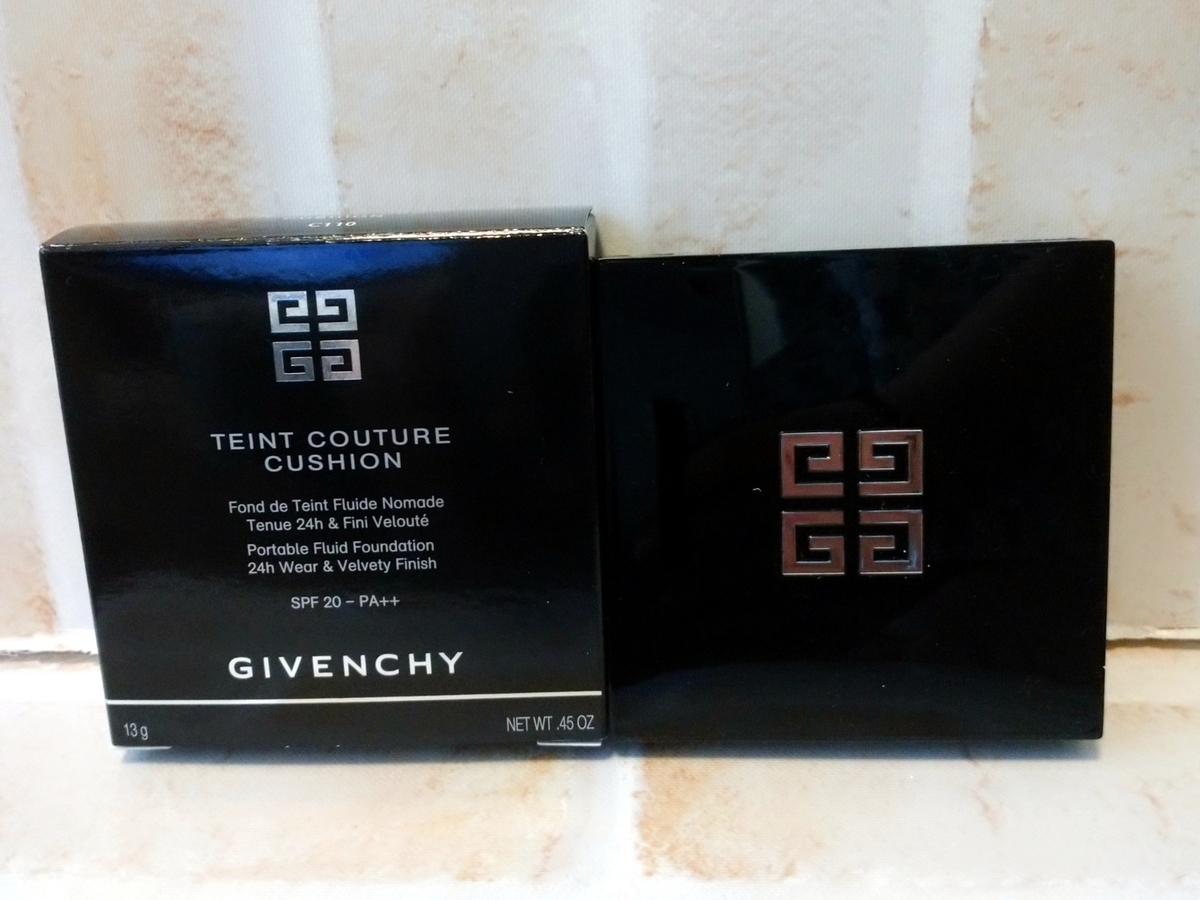 C110
TEINT COUTURE
CUSHION
Fond de Teint Fluide Nomade
Tenue 24h & Fini Velouté
Portable Fluid Foundation
24h Wear & Velvety Finish
SPF 20 – PA++
GIVENCHY
13 g
NET WT .45 OZ